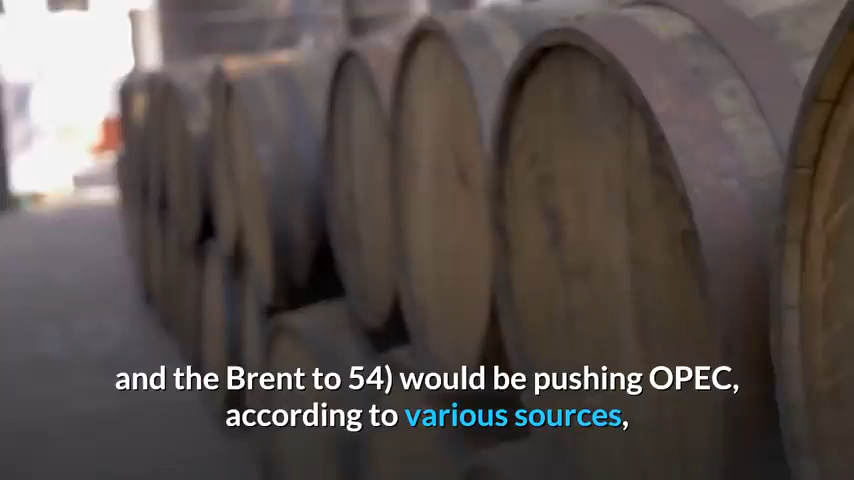 and the Brent to 54) would be pushing OPEC,
according to various sources,